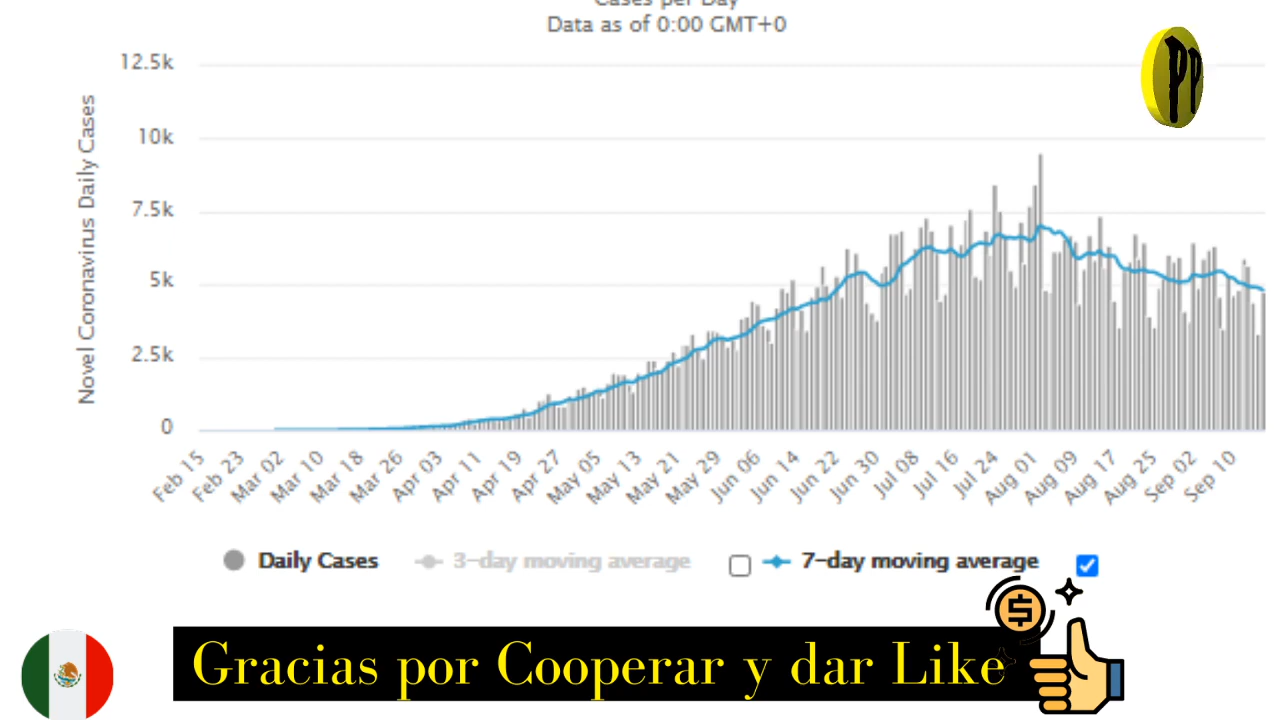 Cases per Day
Data as of 0:00 GMT+0
12.5k
10k
7.5k
5k
2.5k
0
Novel Coronavirus Daily Cases
PP
Feb 15
Feb 23
Mar 02
Mar 10
Mar 18
Mar 26
Apr 03
Apr 11
Apr 19
Apr 27
May 05
May 13
May 21
May 29
Jun 06
Jun 14
Jun 22
Jun 30
Jul 08
Jul 16
Jul 24
Aug 01
Aug 09
Aug 17
Aug 25
Sep 02
Sep 10
Daily Cases
3-day moving average
7-day moving average
$
Gracias por Cooperar y dar Like